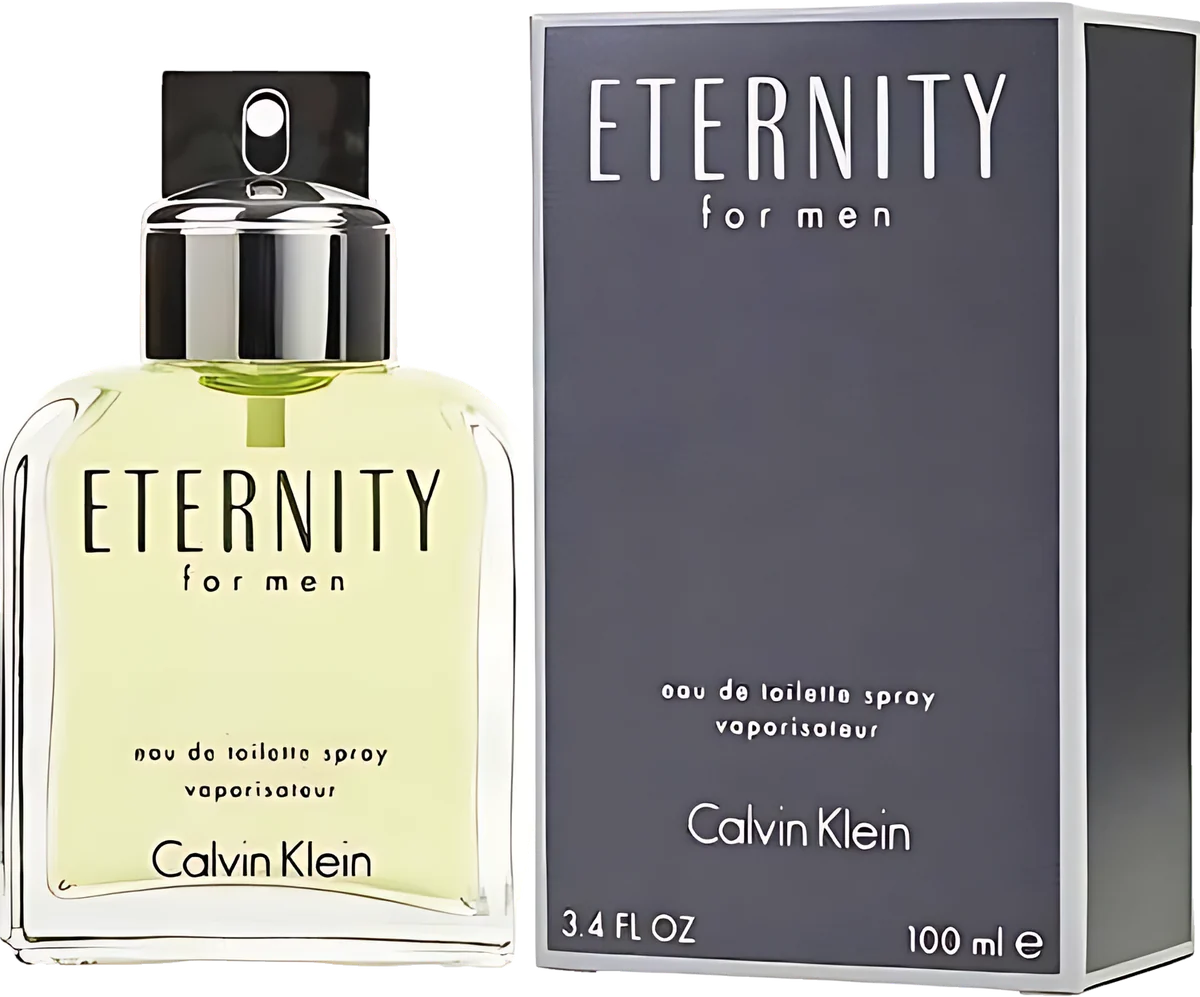 ETERNITY
for men
eau de toilette spray
vaporisateur
Calvin Klein
ETERNITY
for men
eau de toilette spray
vaporisateur
Calvin Klein
3.4 FL OZ
100 ml e